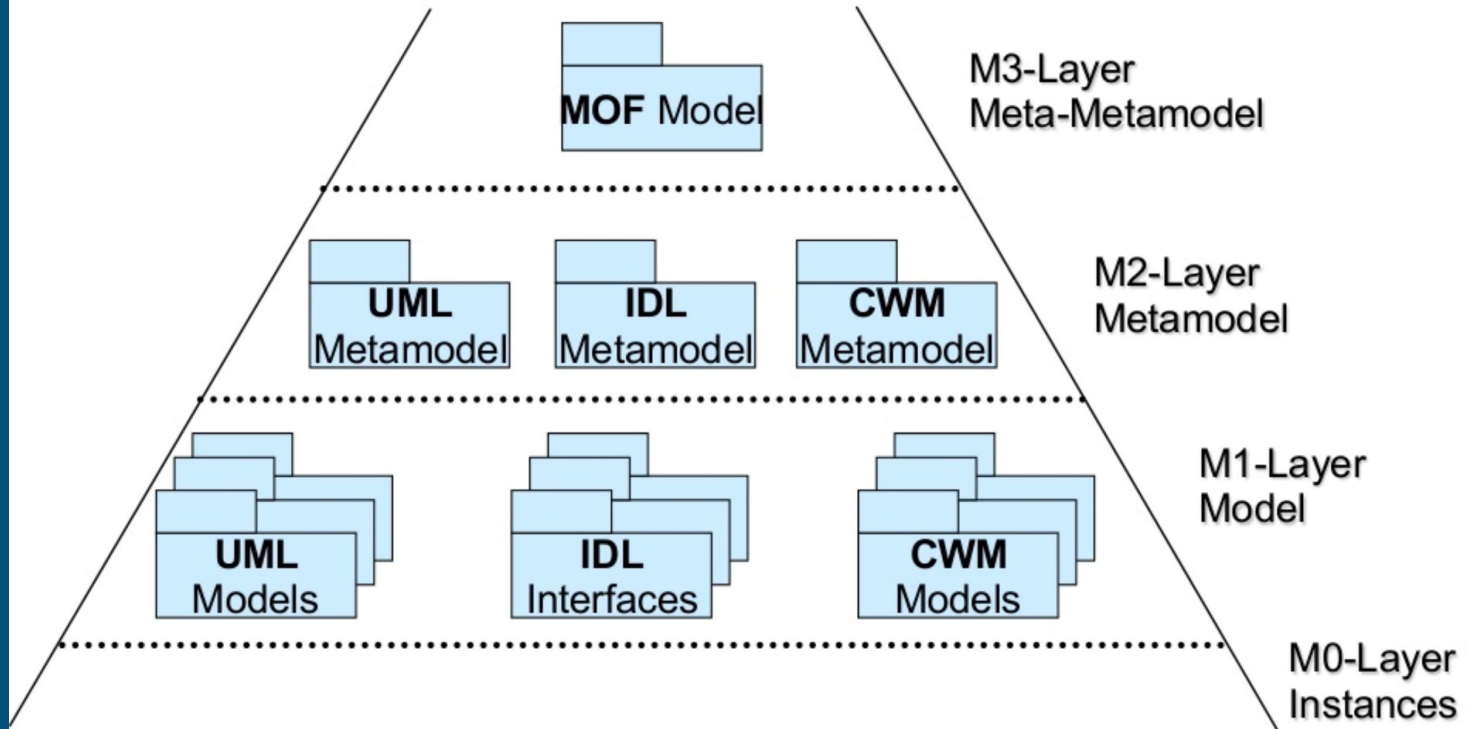 MOF Model
M3-Layer
Meta-Metamodel
UML
Metamodel
IDL
Metamodel
CWM
Metamodel
M2-Layer
Metamodel
UML
Models
IDL
Interfaces
CWM
Models
M1-Layer
Model
M0-Layer
Instances